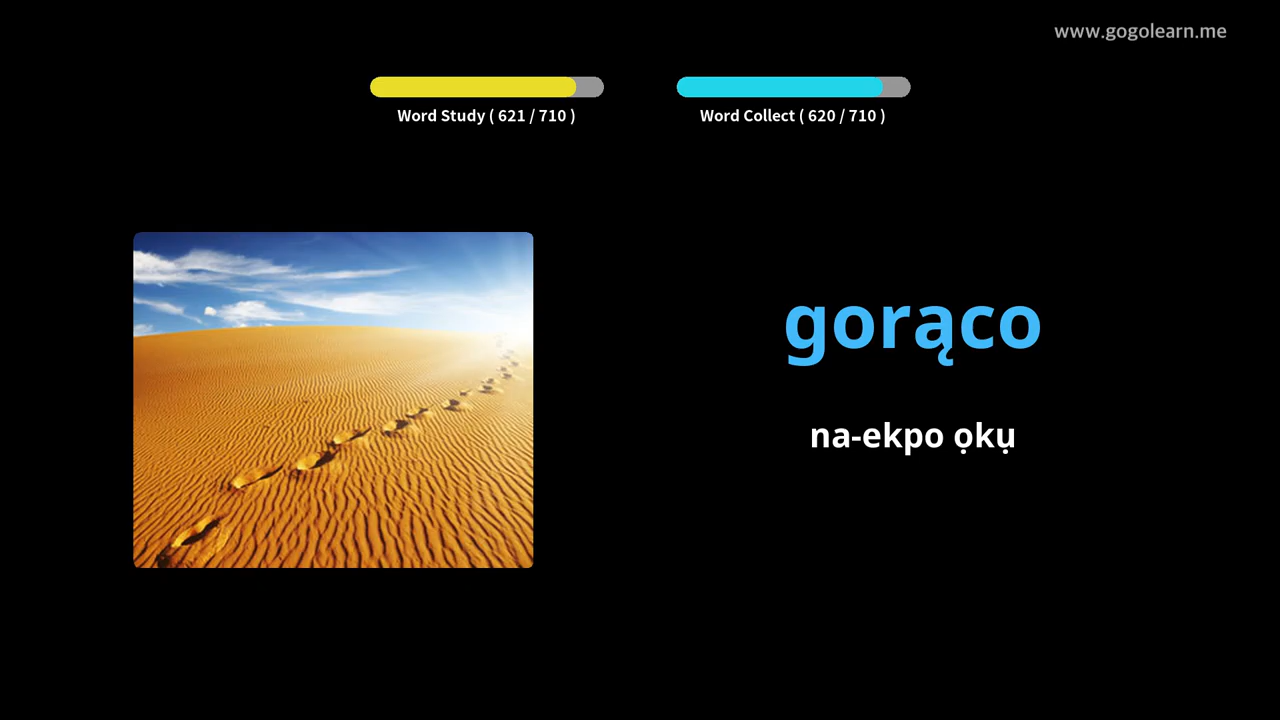 www.gogolearn.me
Word Study ( 621 / 710 )
Word Collect ( 620 / 710 )
gorąco
na-ekpo ọkụ